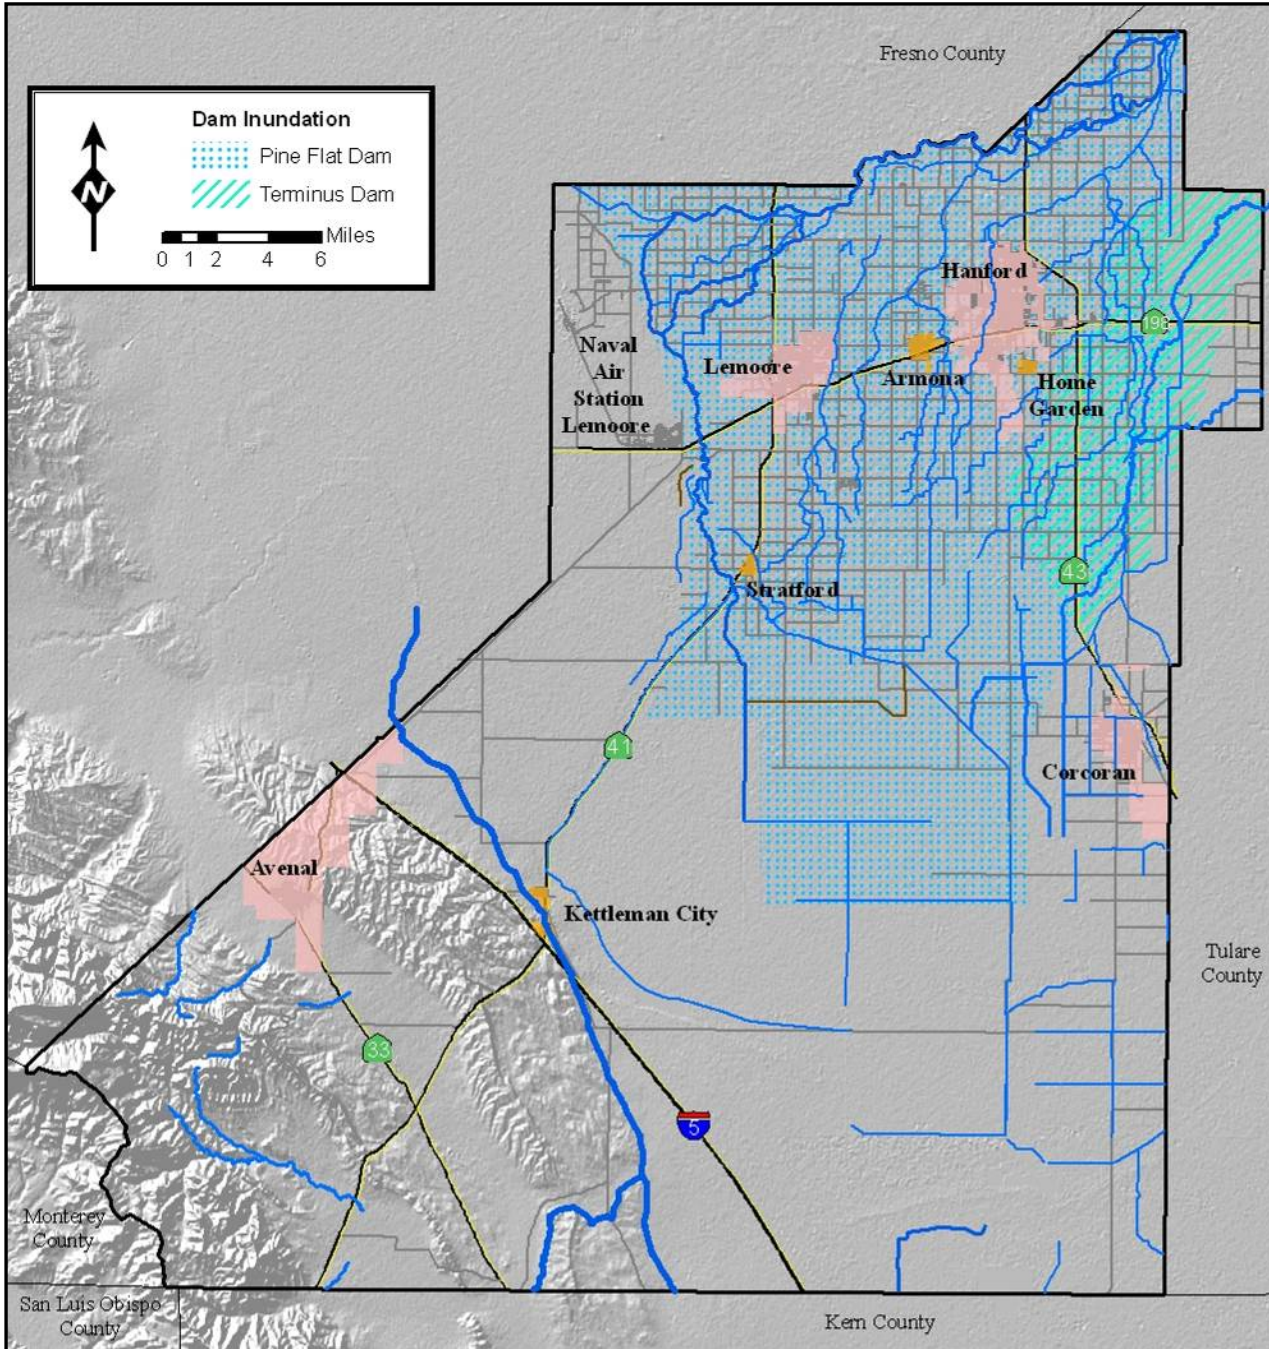 Fresno County
Dam Inundation
Pine Flat Dam
Terminus Dam
N
Miles
0 1 2 4 6
Hanford
198
Naval
Air
Station
Lemoore
Lemoore
Armona
Home
Garden
43
Stratford
41
Corcoran
Avenal
Kettleman City
Tulare
County
33
5
Monterey
County
San Luis Obispo
County
Kern County